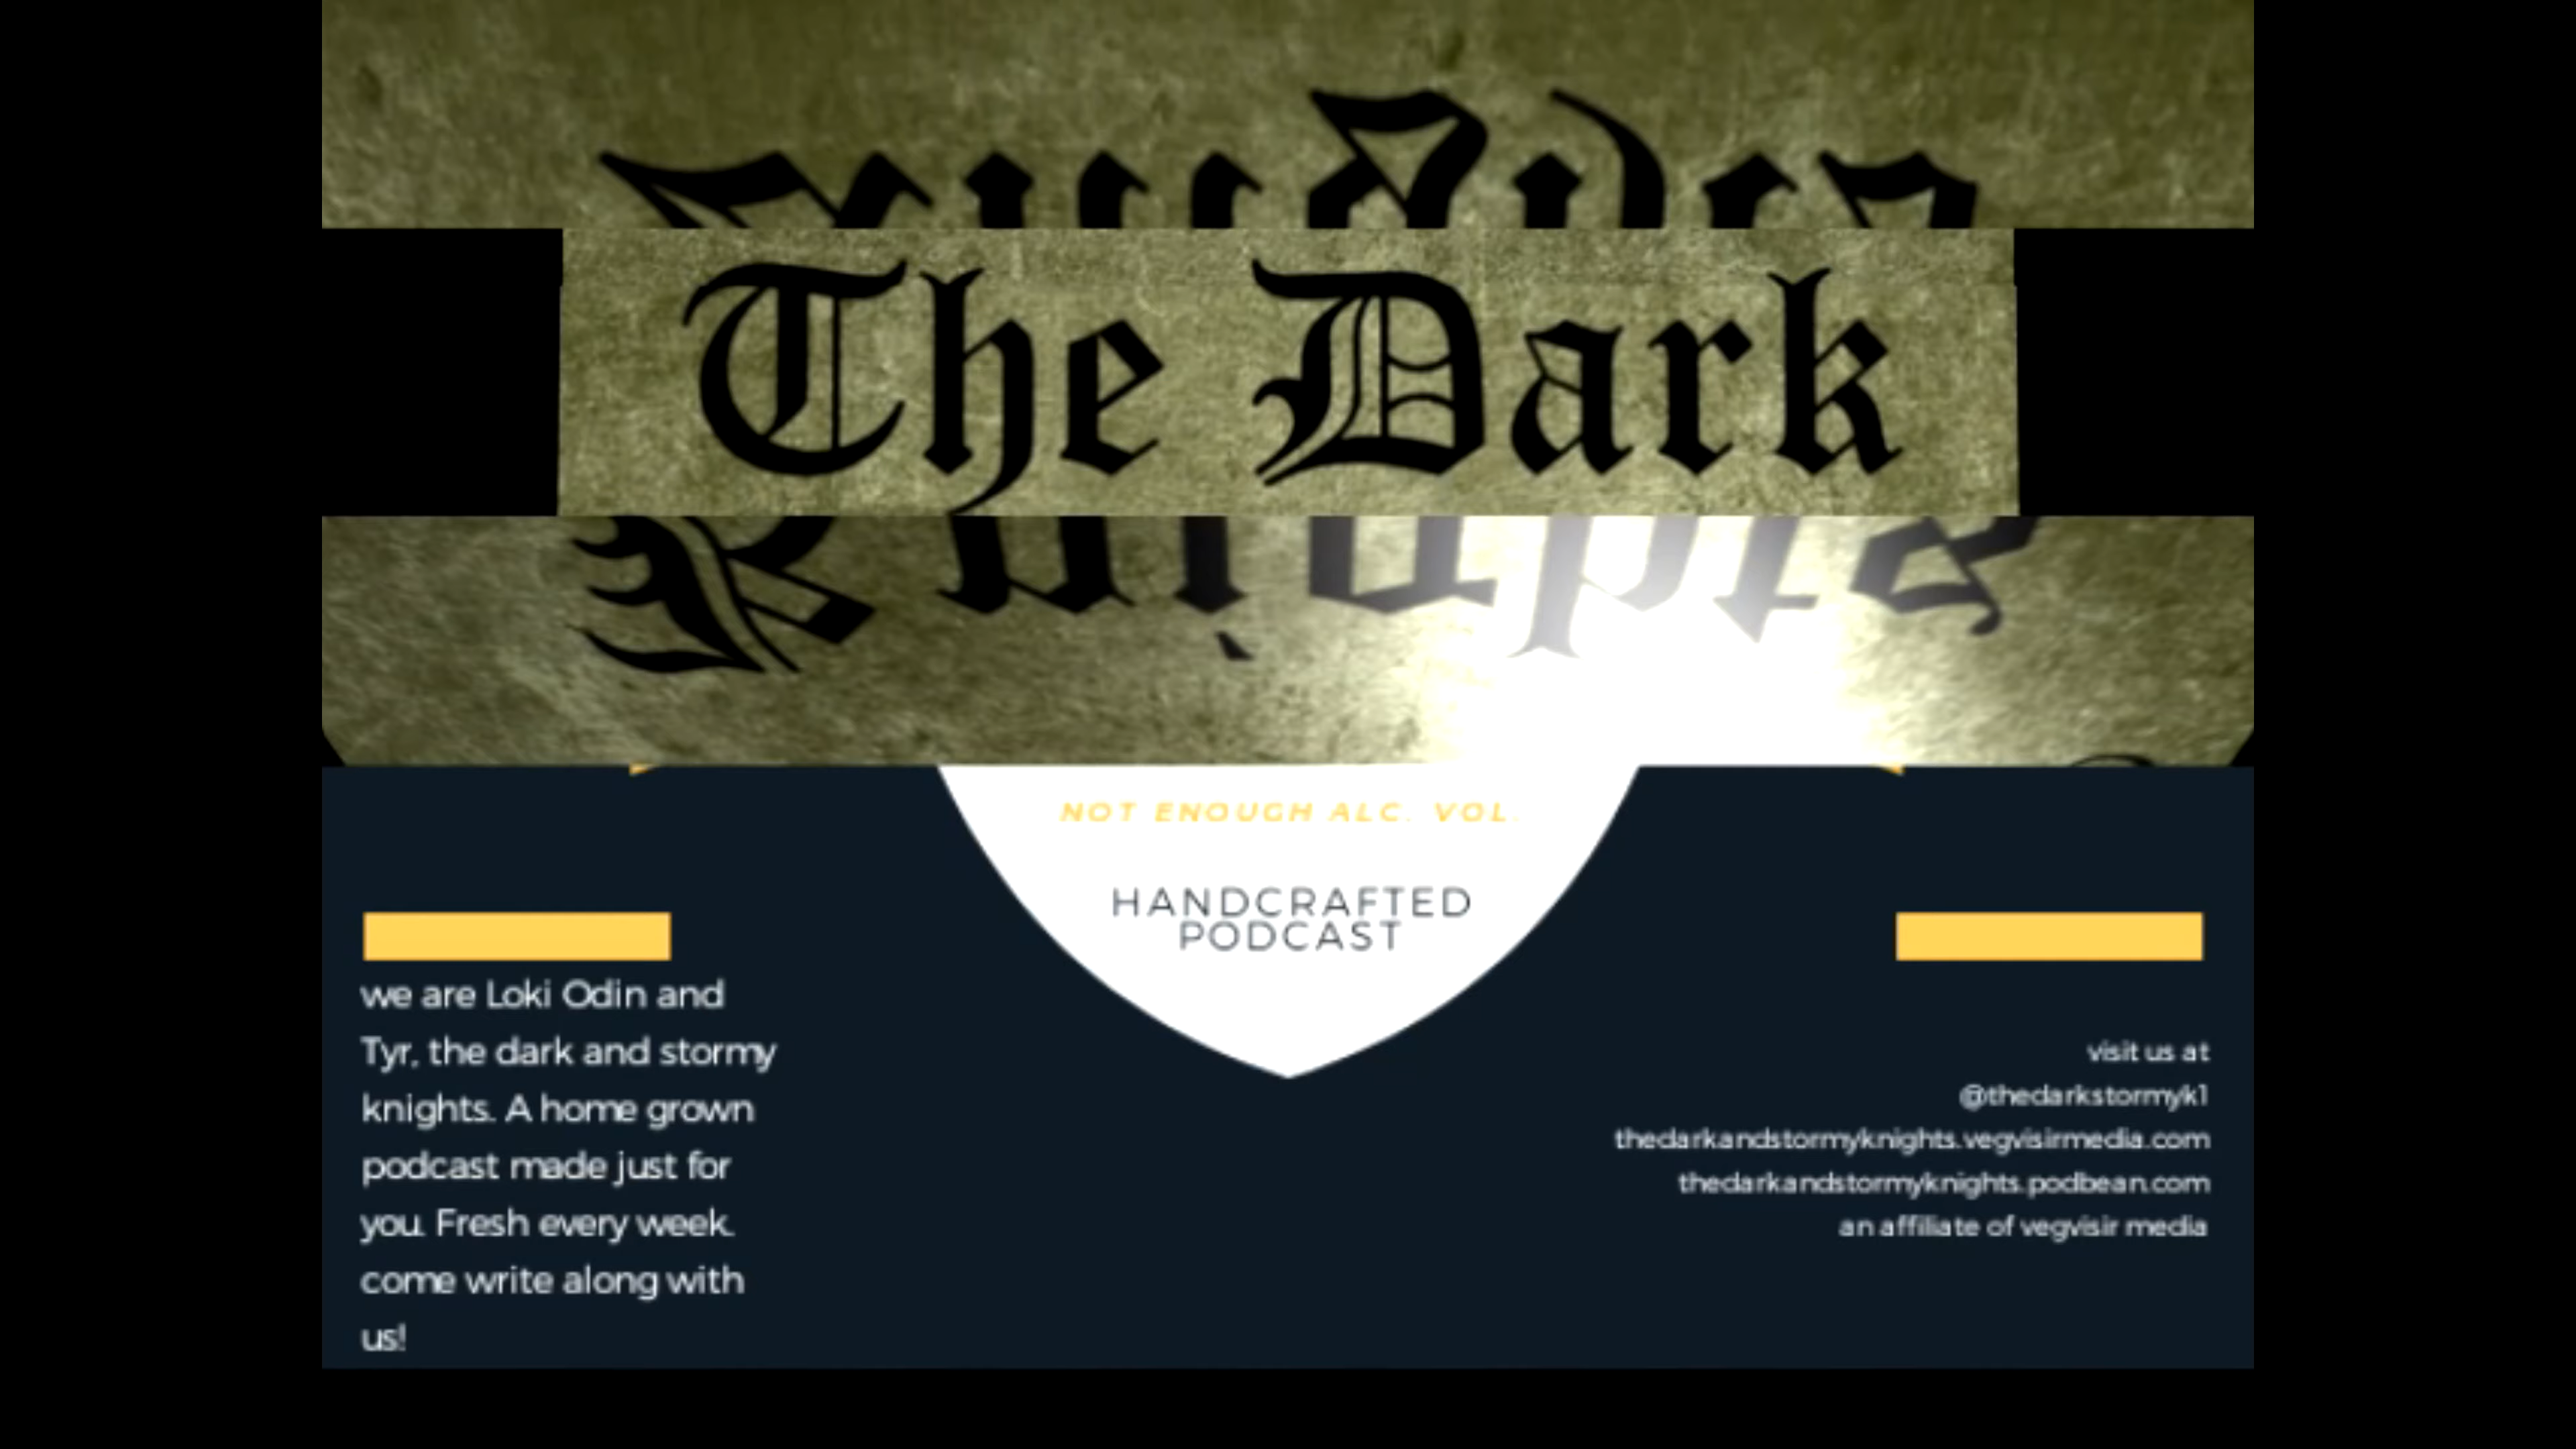 The Dark
NOT ENOUGH ALC. VOL.
HANDCRAFTED
PODCAST
we are Loki Odin and
Tyr, the dark and stormy
knights. A home grown
podcast made just for
you. Fresh every week.
come write along with
us!
visit us at
@thedarkstormyk1
thedarkandstormyknights.vegvisirmedia.com
thedarkandstormyknights.podbean.com
an affiliate of vegvisir media